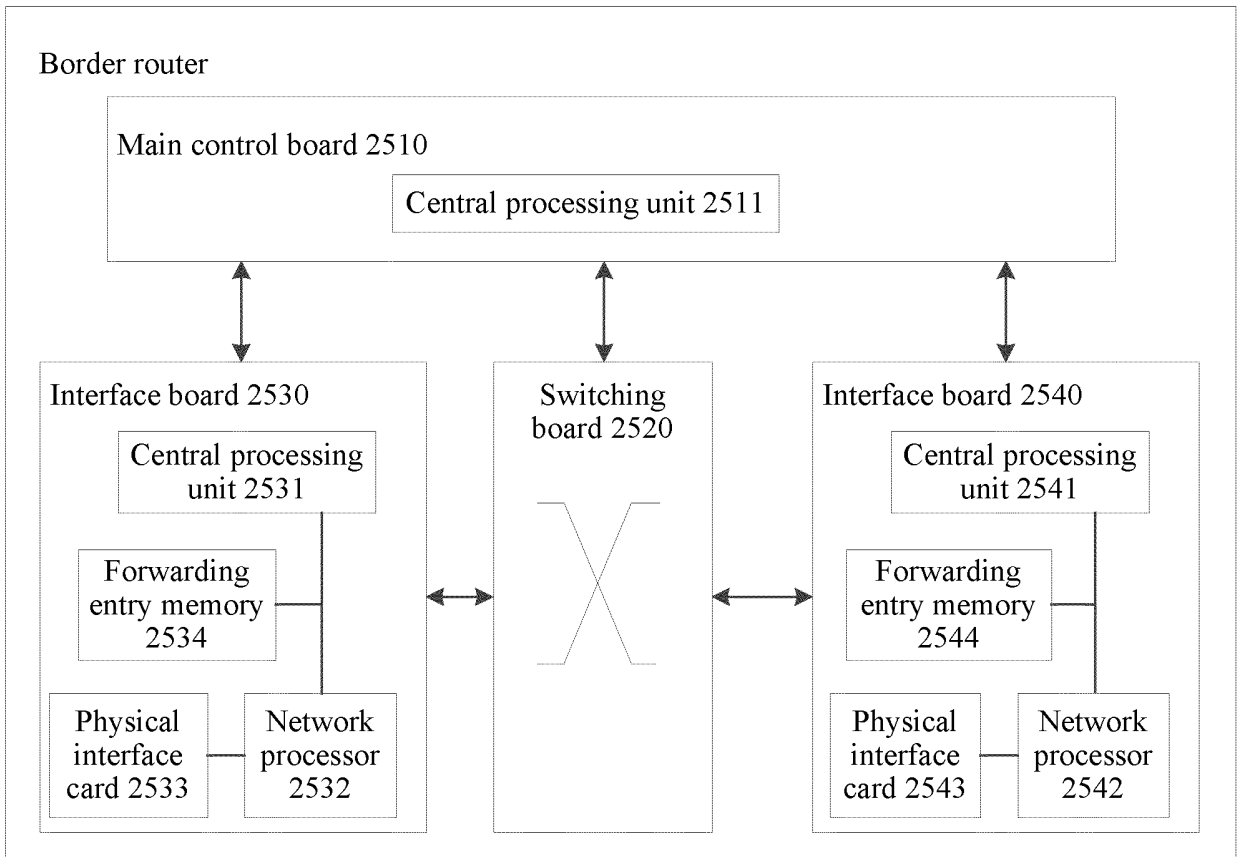 Border router
Main control board 2510
Central processing unit 2511
Interface board 2530
Central processing
unit 2531
Forwarding
entry memory
2534
Physical
interface
card 2533
Network
processor
2532
Switching
board 2520
Interface board 2540
Central processing
unit 2541
Forwarding
entry memory
2544
Physical
interface
card 2543
Network
processor
2542